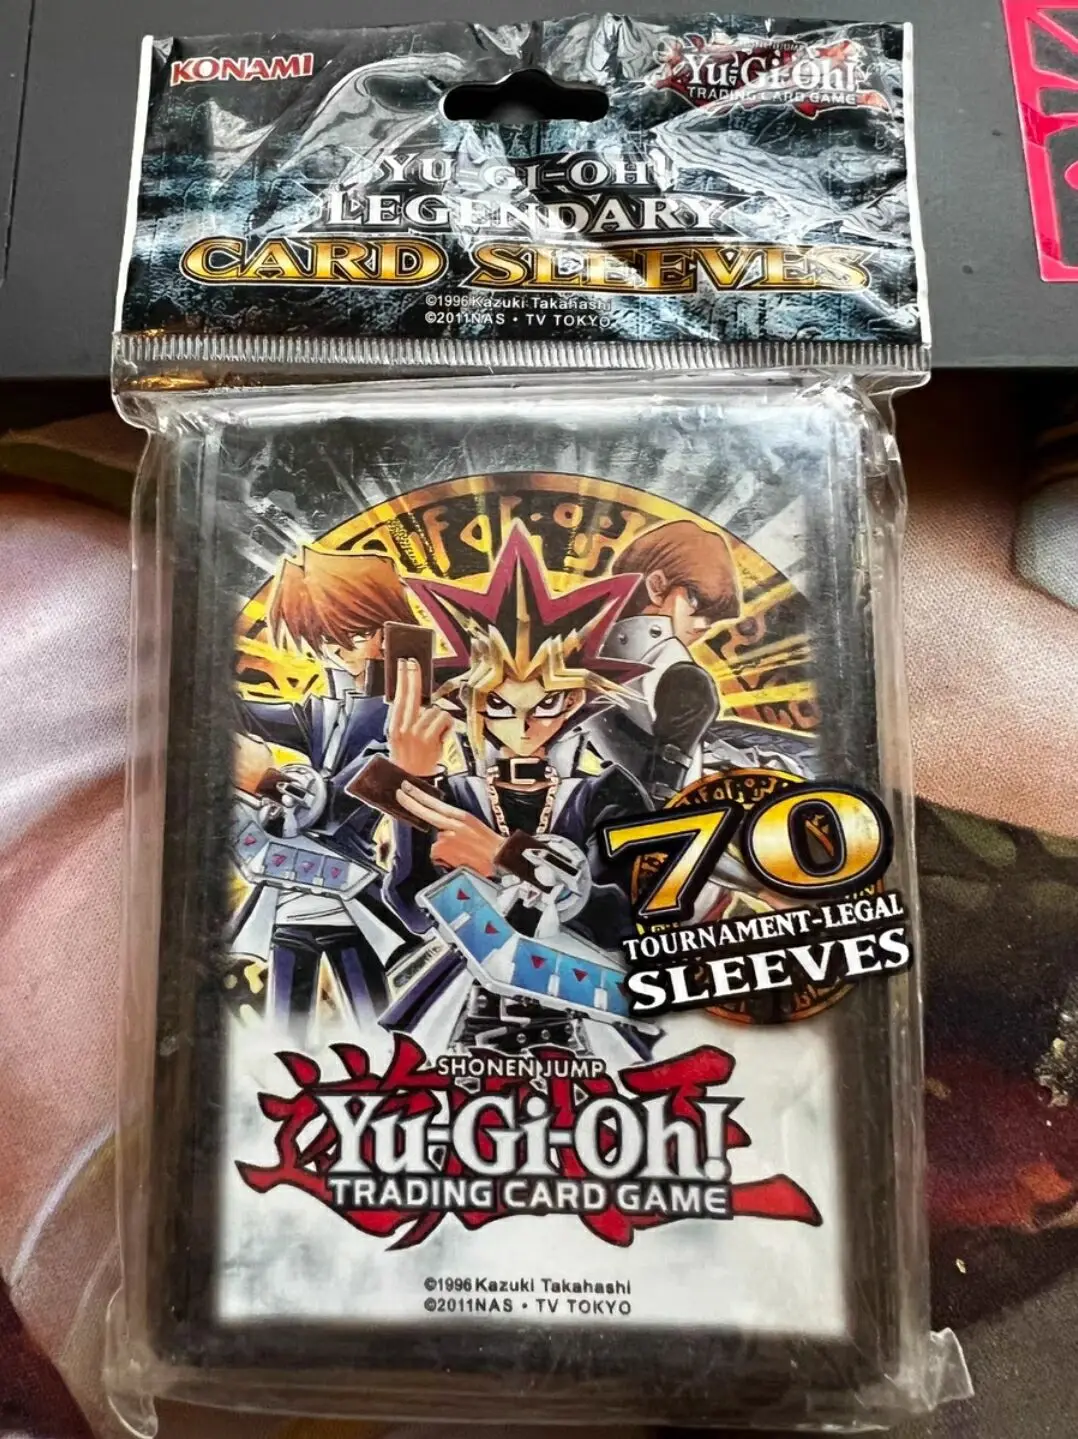 KONAMI
Yu-Gi-Oh!
TRADING CARD GAME
YU-GI-OH!
LEGENDARY
CARD SLEEVES
©1996 Kazuki Takahashi
©2011NAS • TV TOKYO
70
TOURNAMENT-LEGAL
SLEEVES
SHONEN JUMP
Yu-Gi-Oh!
TRADING CARD GAME
©1996 Kazuki Takahashi
©2011NAS • TV TOKYO